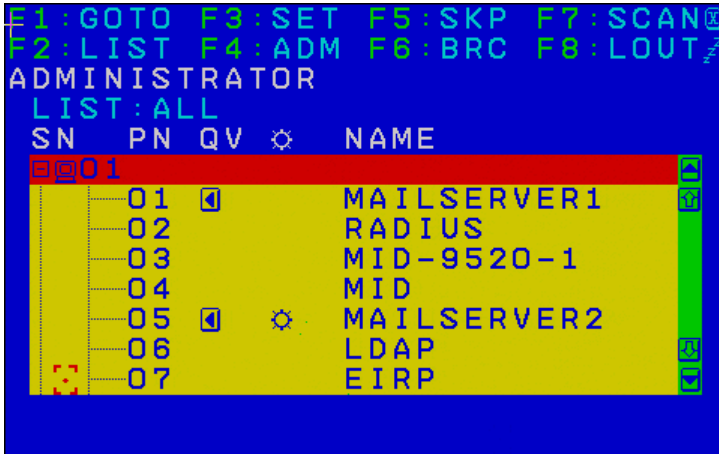 F1:GOTO F3:SET F5:SKP F7:SCAN
F2:LIST F4:ADM F6:BRC F8:LOUT
ADMINISTRATOR
LIST:ALL
SN PN QV NAME
01
01 MAILSERVER1
02 RADIUS
03 MID-9520-1
04 MID
05 MAILSERVER2
06 LDAP
07 EIRP